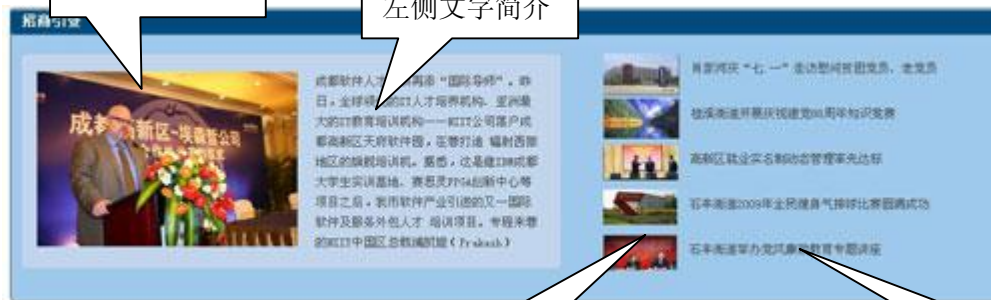 左侧文字简介
招商引资
成都 新区-埃森哲公司
成都软件人才 再添“国际导师”。昨
日,全球领 的IT人才培养机构、亚洲最
大的IT教育培训机构——NIIT公司落户成
都高新区天府软件园,在蓉打造 辐射西部
地区的旗舰培训机。据悉,这是继IBM成都
大学生实训基地、赛思灵FPGA创新中心等
项目之后,我市软件产业引进的又一国际
软件及服务外包人才 培训项目。专程来蓉
的NIIT中国区总裁浦 (Prakash)
肖家河庆“七.一”走访慰问贫困党员、老党员
桂溪街道开展庆祝建党88周年知识竞赛
高新区就业实名制动态管理率先达标
石羊街道2009年全民健身气排球比赛圆满成功
石羊街道举办党风廉 教育专题讲座